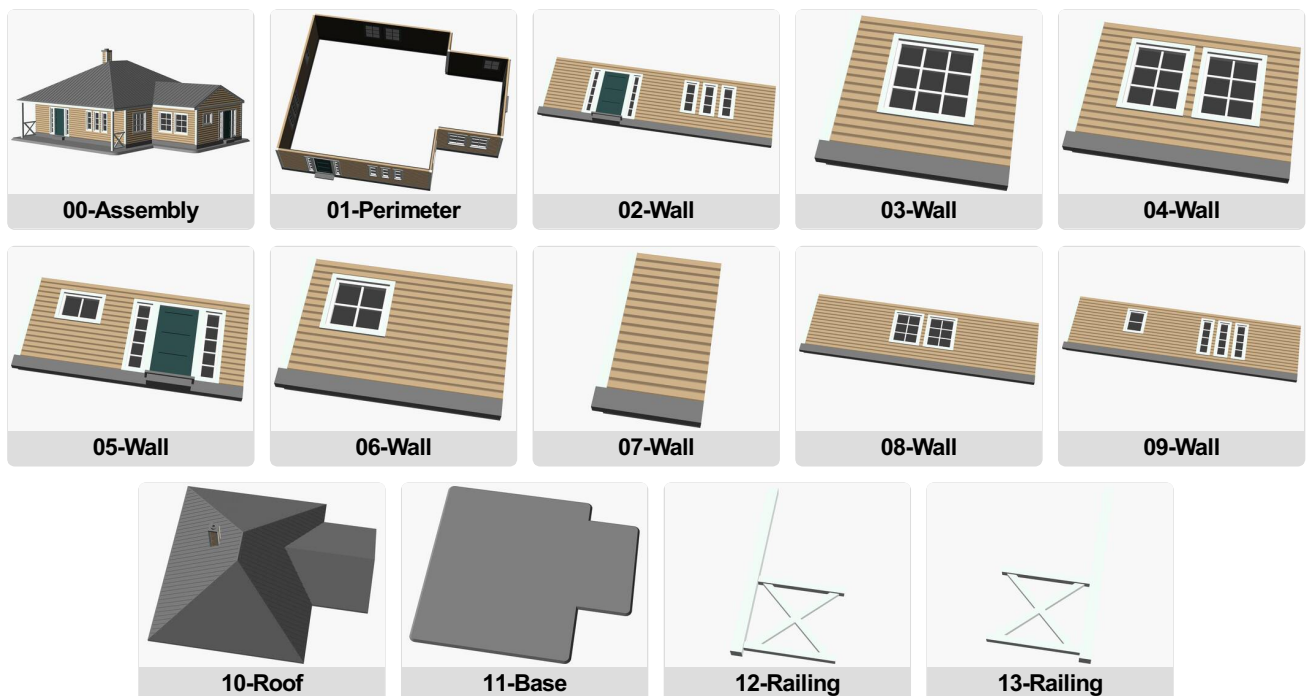 00-Assembly
01-Perimeter
02-Wall
03-Wall
04-Wall
05-Wall
06-Wall
07-Wall
08-Wall
09-Wall
10-Roof
11-Base
12-Railing
13-Railing